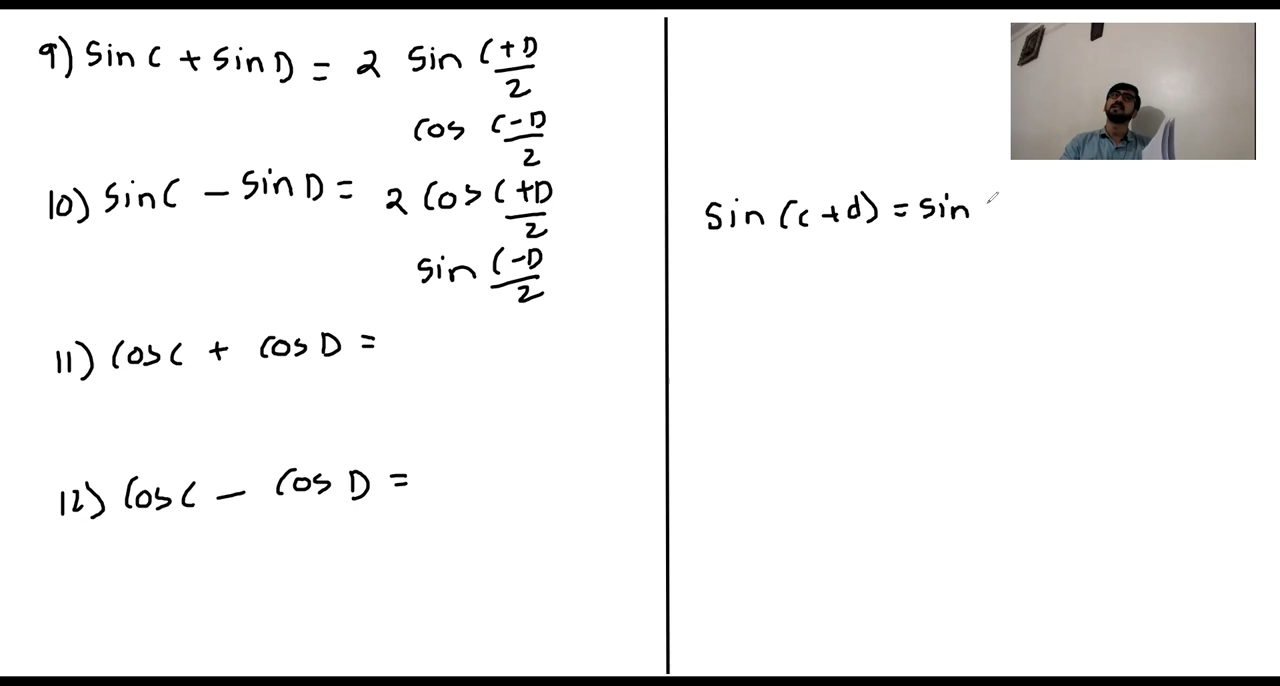 9) sin C + sin D = 2 sin C+D/2
cos C-D/2
10) sin C - sin D = 2 cos C+D/2
sin C-D/2
11) cos C + cos D =
12) cos C - cos D =
sin (c+d) = sin